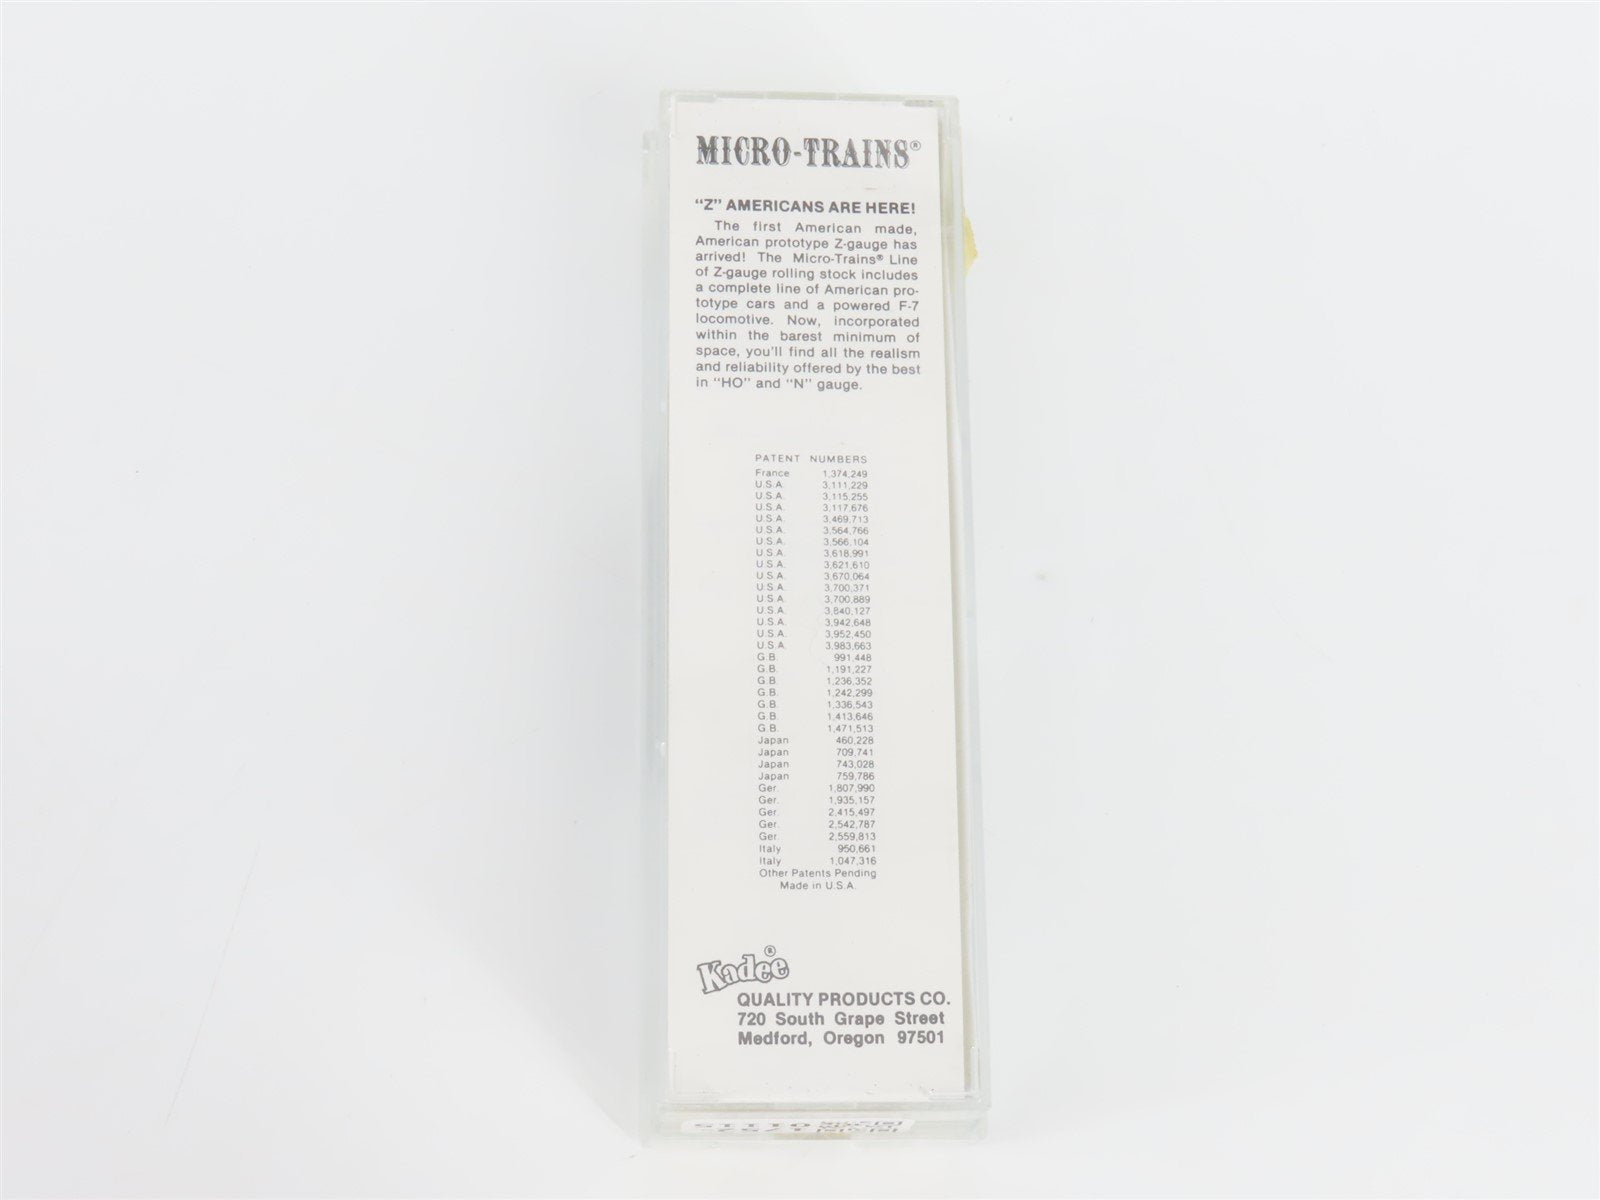 MICRO-TRAINS®
"Z" AMERICANS ARE HERE!
The first American made,
American prototype Z-gauge has
arrived! The Micro-Trains® Line
of Z-gauge rolling stock includes
a complete line of American pro-
totype cars and a powered F-7
locomotive. Now, incorporated
within the barest minimum of
space, you'll find all the realism
and reliability offered by the best
in "HO" and "N" gauge.
PATENT NUMBERS
France 1,374,249
U.S.A. 3,111,229
U.S.A. 3,115,255
U.S.A. 3,117,676
U.S.A. 3,469,713
U.S.A. 3,564,766
U.S.A. 3,566,104
U.S.A. 3,618,991
U.S.A. 3,621,610
U.S.A. 3,670,064
U.S.A. 3,700,371
U.S.A. 3,700,889
U.S.A. 3,840,127
U.S.A. 3,942,648
U.S.A. 3,952,450
U.S.A. 3,983,663
G.B. 991,448
G.B. 1,191,227
G.B. 1,236,352
G.B. 1,242,299
G.B. 1,336,543
G.B. 1,413,646
G.B. 1,471,513
Japan 460,228
Japan 709,741
Japan 743,028
Japan 759,786
Ger. 1,807,990
Ger. 1,935,157
Ger. 2,415,497
Ger. 2,542,787
Ger. 2,559,813
Italy 950,661
Italy 1,047,316
Other Patents Pending
Made in U.S.A.
Kadee®
QUALITY PRODUCTS CO.
720 South Grape Street
Medford, Oregon 97501